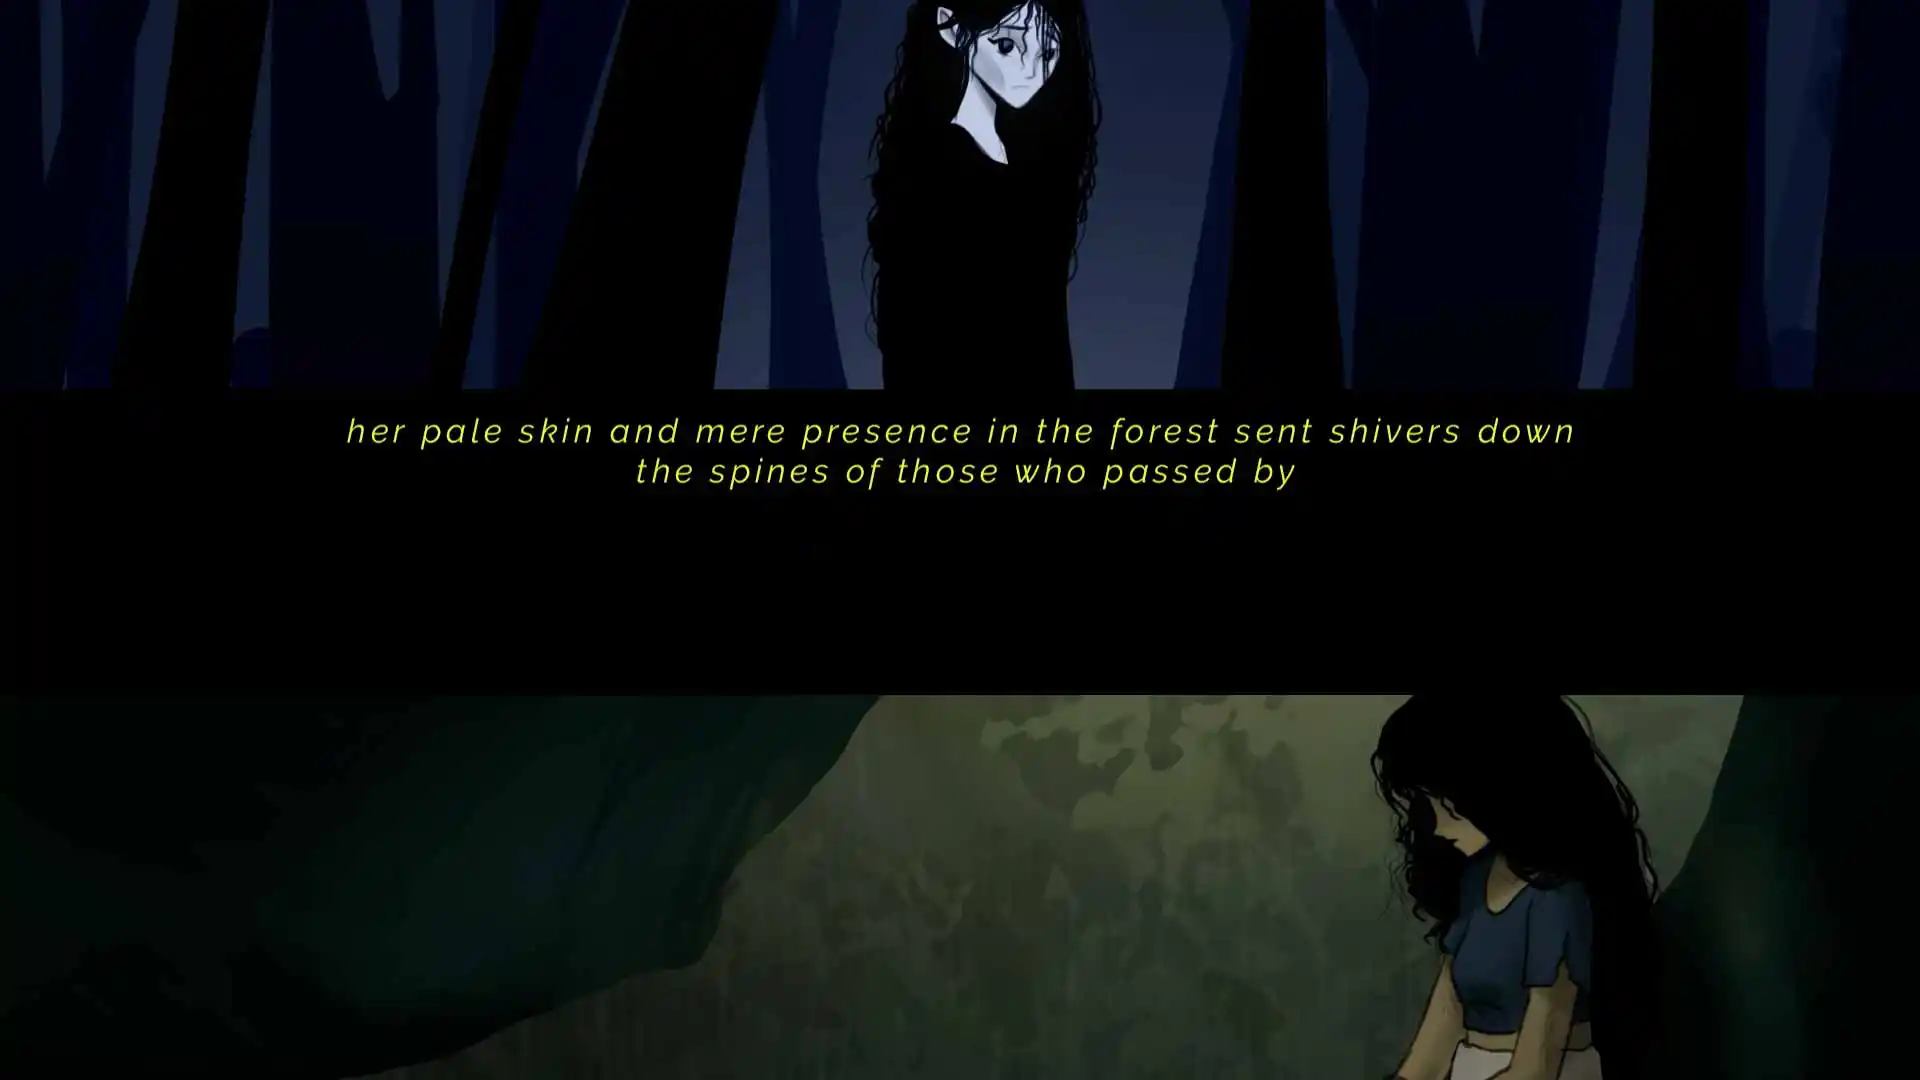 her pale skin and mere presence in the forest sent shivers down
the spines of those who passed by